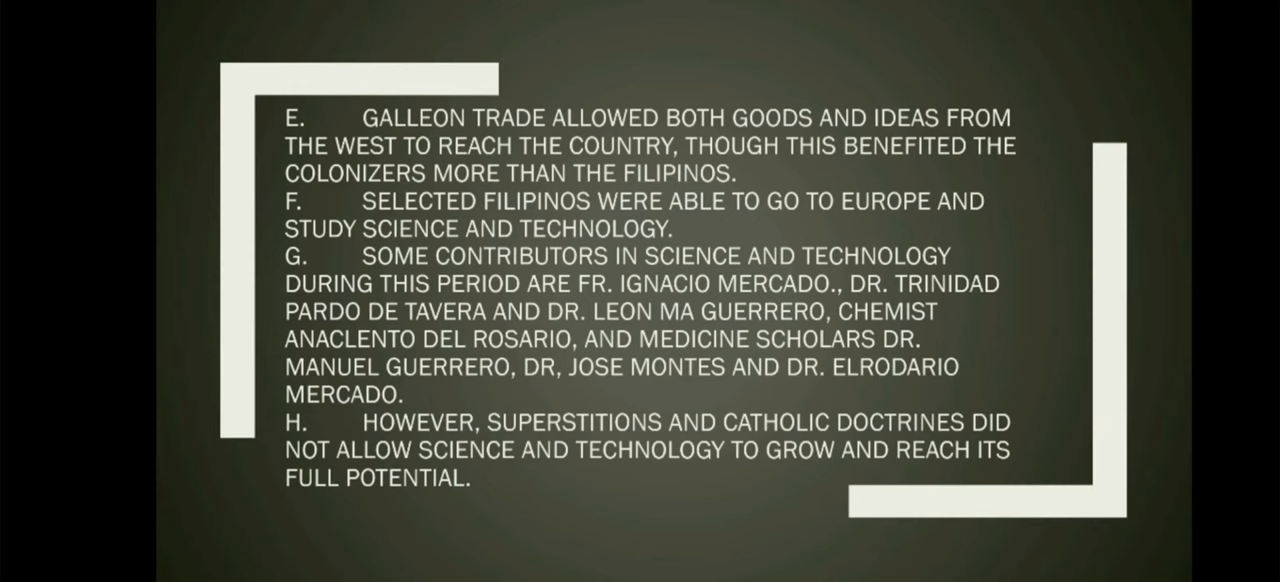 E. GALLEON TRADE ALLOWED BOTH GOODS AND IDEAS FROM
THE WEST TO REACH THE COUNTRY, THOUGH THIS BENEFITED THE
COLONIZERS MORE THAN THE FILIPINOS.
F. SELECTED FILIPINOS WERE ABLE TO GO TO EUROPE AND
STUDY SCIENCE AND TECHNOLOGY.
G. SOME CONTRIBUTORS IN SCIENCE AND TECHNOLOGY
DURING THIS PERIOD ARE FR. IGNACIO MERCADO., DR. TRINIDAD
PARDO DE TAVERA AND DR. LEON MA GUERRERO, CHEMIST
ANACLENTO DEL ROSARIO, AND MEDICINE SCHOLARS DR.
MANUEL GUERRERO, DR, JOSE MONTES AND DR. ELRODARIO
MERCADO.
H. HOWEVER, SUPERSTITIONS AND CATHOLIC DOCTRINES DID
NOT ALLOW SCIENCE AND TECHNOLOGY TO GROW AND REACH ITS
FULL POTENTIAL.